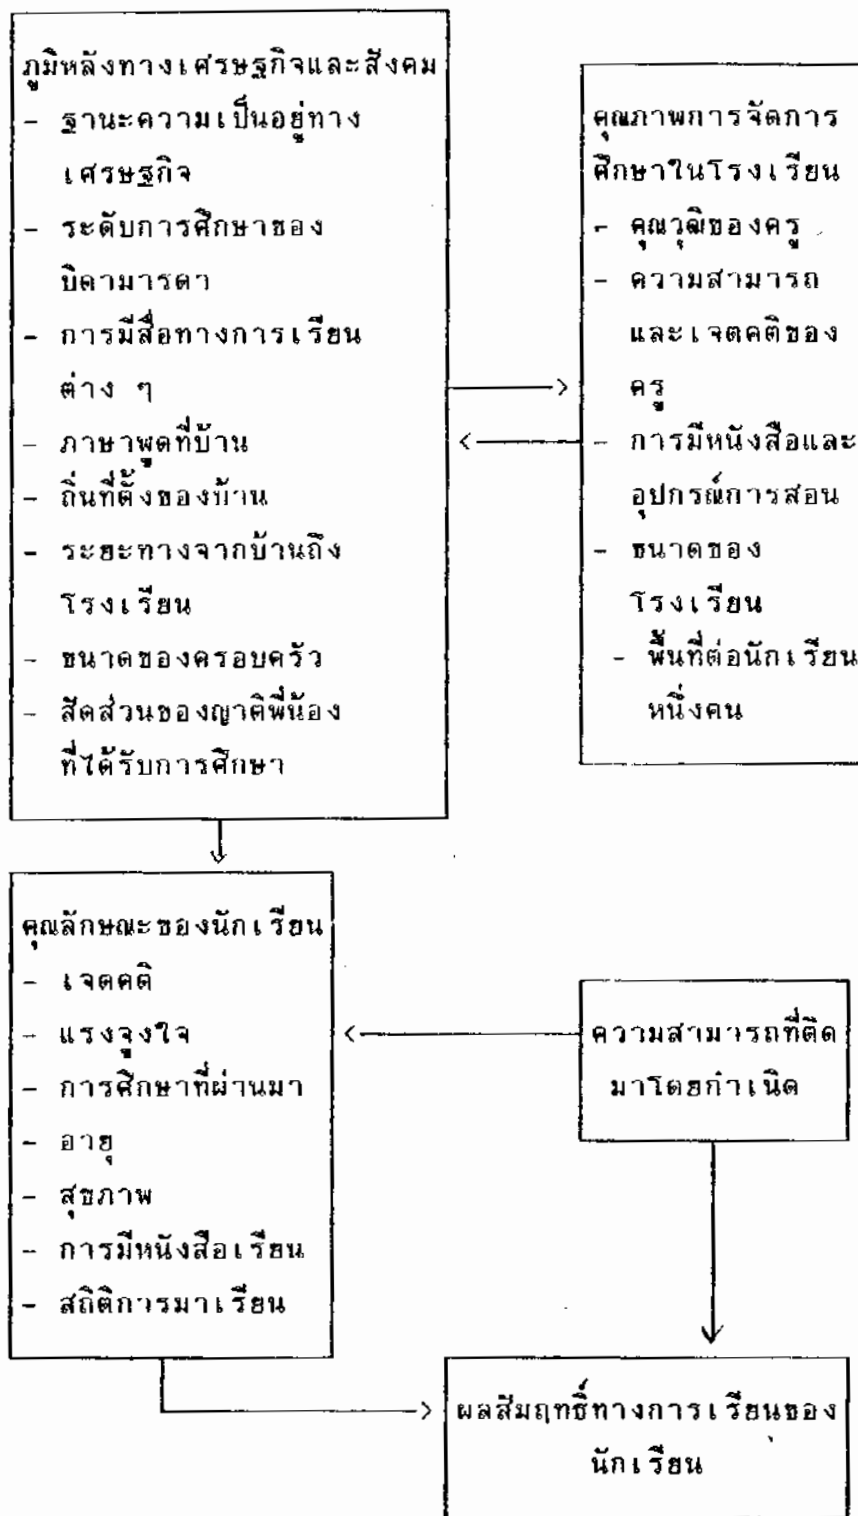 ภูมิหลังทางเศรษฐกิจและสังคม
- ฐานะความเป็นอยู่ทาง
เศรษฐกิจ
- ระดับการศึกษาของ
บิดามารดา
- การมีสื่อทางการเรียน
ต่าง ๆ
- ภาษาพูดที่บ้าน
- ถิ่นที่ตั้งของบ้าน
- ระยะทางจากบ้านถึง
โรงเรียน
- ขนาดของครอบครัว
- สัดส่วนของญาติพี่น้อง
ที่ได้รับการศึกษา
คุณภาพการจัดการ
ศึกษาในโรงเรียน
- คุณวุฒิของครู
- ความสามารถ
และเจตคติของ
ครู
- การมีหนังสือและ
อุปกรณ์การสอน
- ขนาดของ
โรงเรียน
- พื้นที่ต่อนักเรียน
หนึ่งคน
คุณลักษณะของนักเรียน
- เจตคติ
- แรงจูงใจ
- การศึกษาที่ผ่านมา
- อายุ
- สุขภาพ
- การมีหนังสือเรียน
- สถิติการมาเรียน
ความสามารถที่ติด
มาโดยกำเนิด
ผลสัมฤทธิ์ทางการเรียนของ
นักเรียน